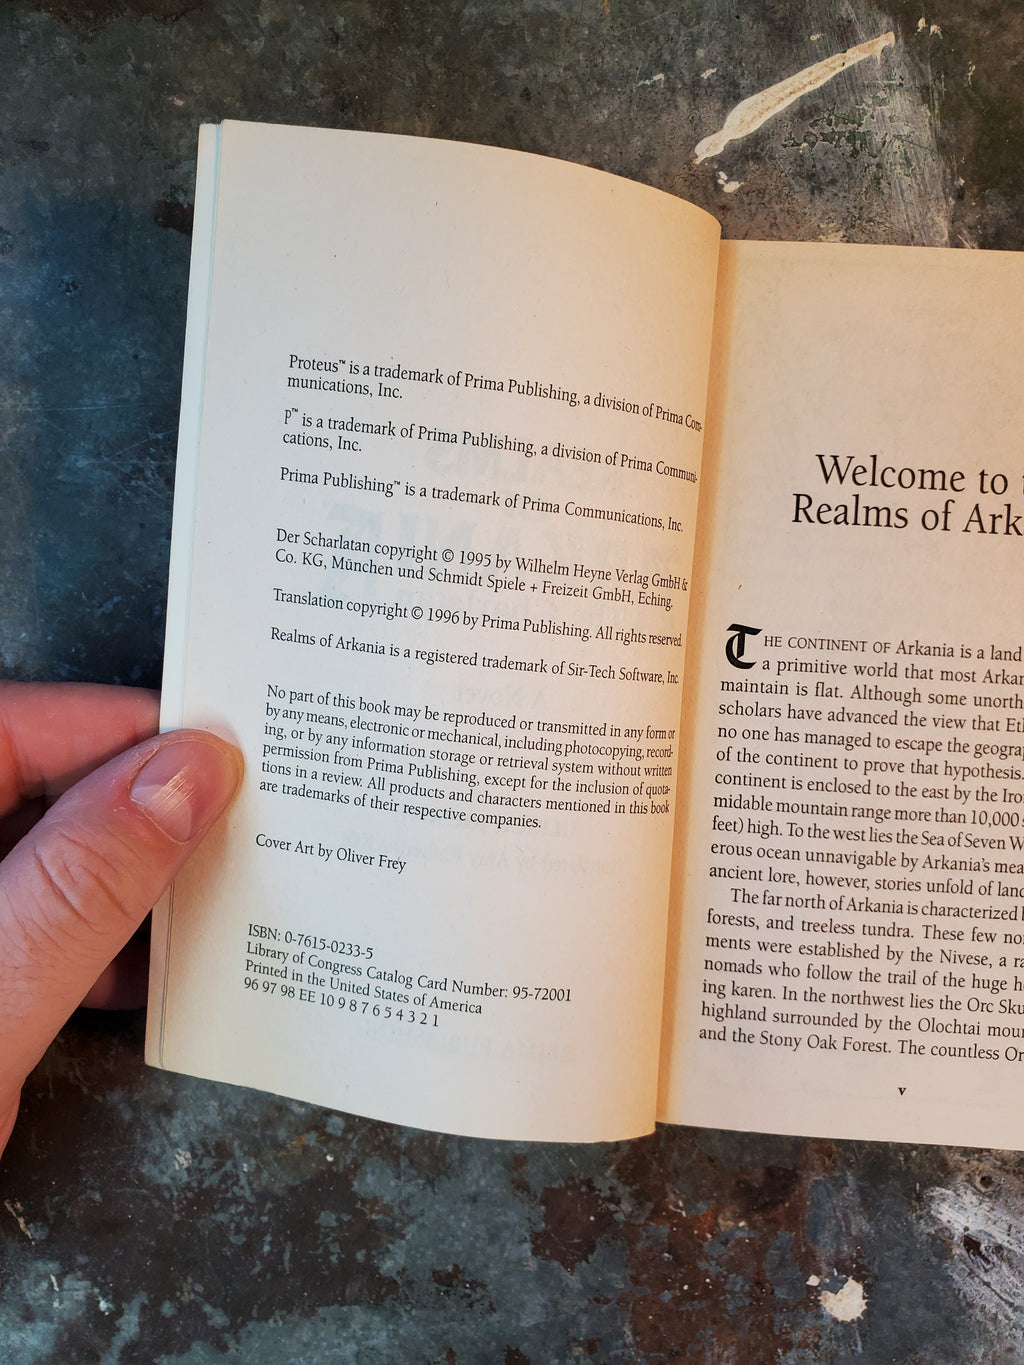 Proteus™ is a trademark of Prima Publishing, a division of Prima Com-
munications, Inc.
P™ is a trademark of Prima Publishing, a division of Prima Communi-
cations, Inc.
Prima Publishing™ is a trademark of Prima Communications, Inc.
Der Scharlatan copyright © 1995 by Wilhelm Heyne Verlag GmbH &
Co. KG, München und Schmidt Spiele + Freizeit GmbH, Eching.
Translation copyright © 1996 by Prima Publishing. All rights reserved.
Realms of Arkania is a registered trademark of Sir-Tech Software, Inc.
No part of this book may be reproduced or transmitted in any form or
by any means, electronic or mechanical, including photocopying, record-
ing, or by any information storage or retrieval system without written
permission from Prima Publishing, except for the inclusion of quota-
tions in a review. All products and characters mentioned in this book
are trademarks of their respective companies.
Cover Art by Oliver Frey
ISBN: 0-7615-0233-5
Library of Congress Catalog Card Number: 95-72001
Printed in the United States of America
96 97 98 EE 10 9 8 7 6 5 4 3 2 1
Welcome to
Realms of Ark
THE CONTINENT OF Arkania is a land
a primitive world that most Arkan
maintain is flat. Although some unorth
scholars have advanced the view that Eth
no one has managed to escape the geogra
of the continent to prove that hypothesis.
continent is enclosed to the east by the Iron
midable mountain range more than 10,000
feet) high. To the west lies the Sea of Seven W
erous ocean unnavigable by Arkania's mea
ancient lore, however, stories unfold of land
The far north of Arkania is characterized
forests, and treeless tundra. These few no
ments were established by the Nivese, a ra
nomads who follow the trail of the huge h
ing karen. In the northwest lies the Orc Sku
highland surrounded by the Olochtai moun
and the Stony Oak Forest. The countless Or
v